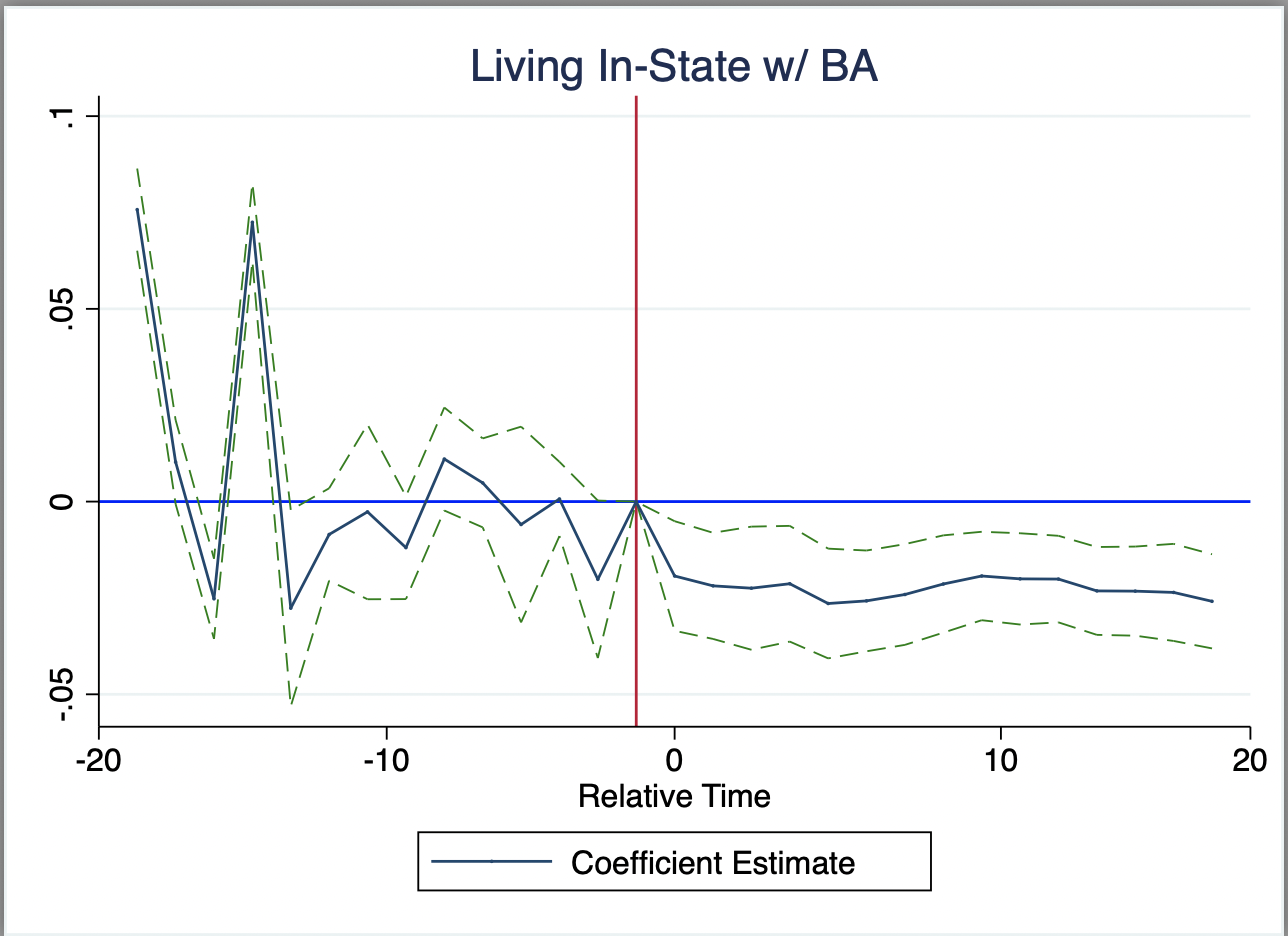 Living In-State w/ BA
.1
.05
0
-.05
-20 -10 0 10 20
Relative Time
Coefficient Estimate